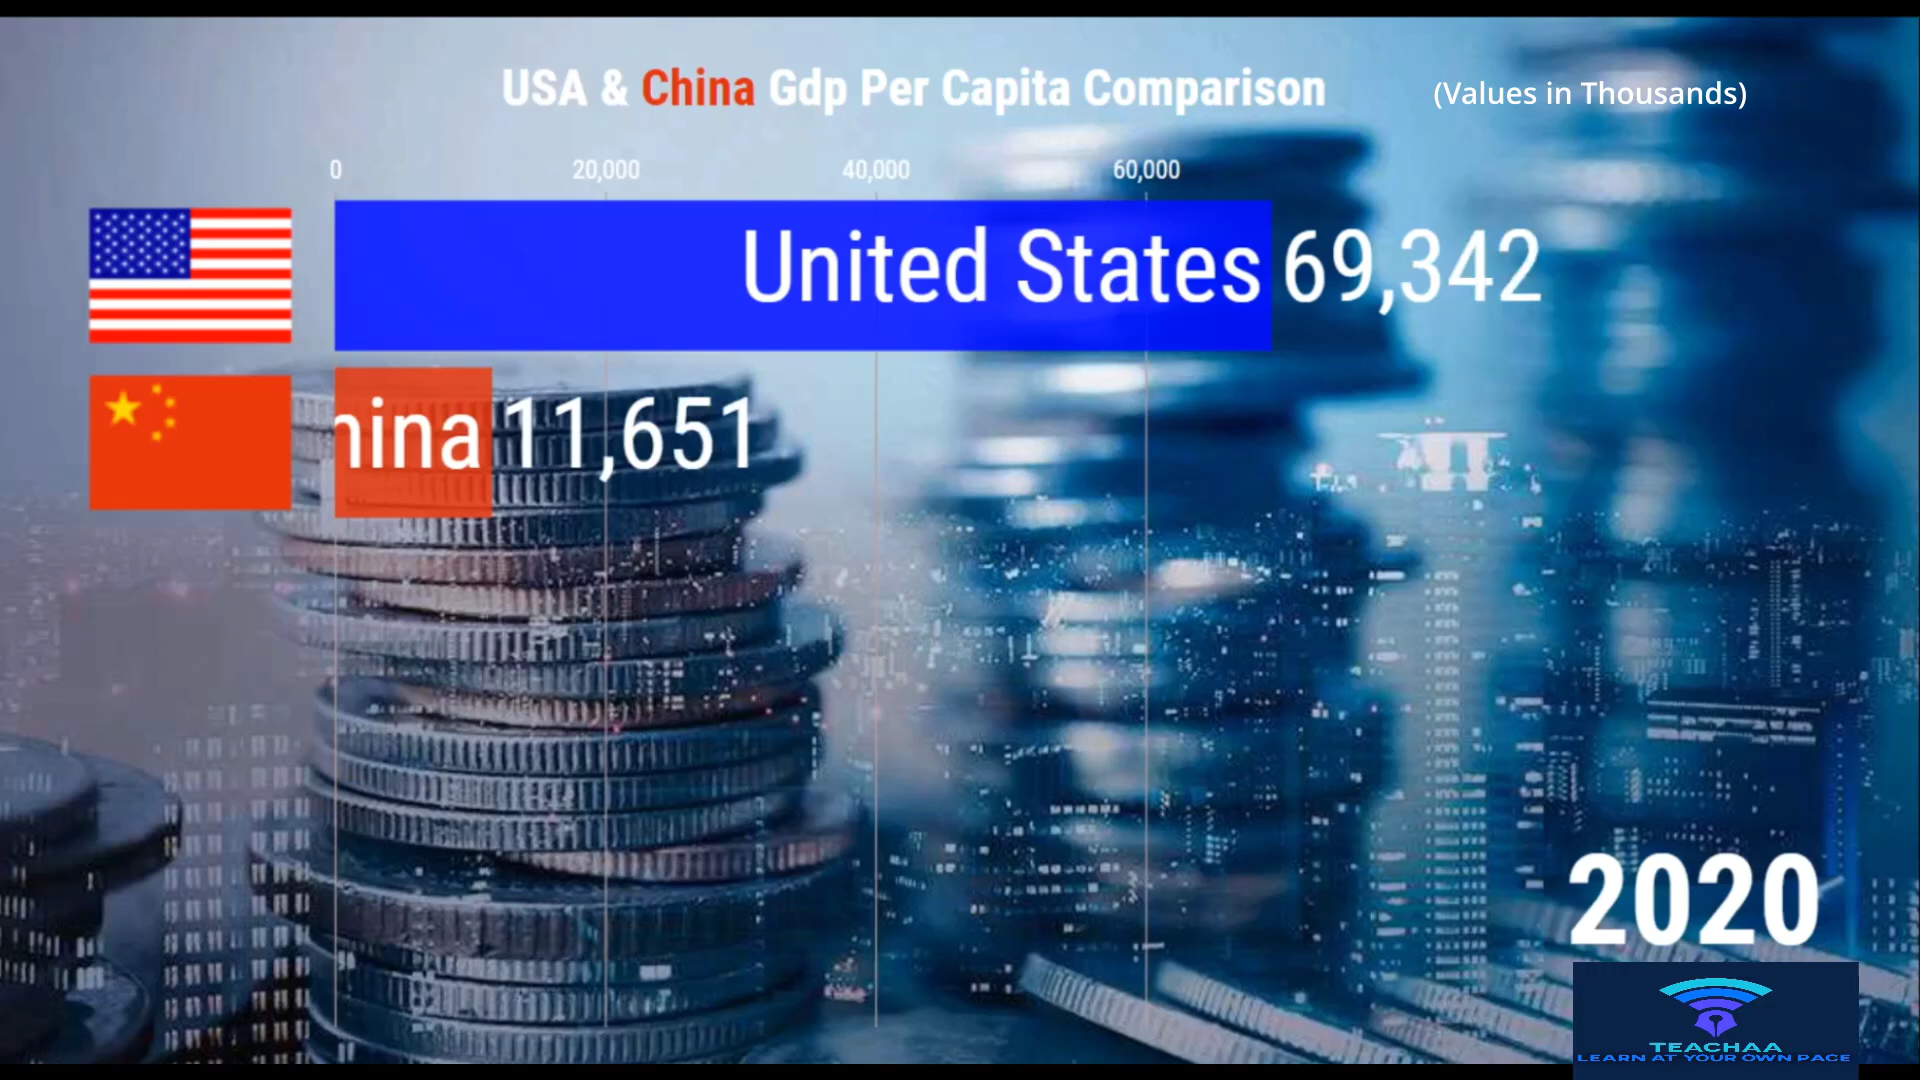 USA & China Gdp Per Capita Comparison (Values in Thousands)
0 20,000 40,000 60,000
United States 69,342
hina 11,651
2020
TEACHAA
LEARN AT YOUR OWN PACE